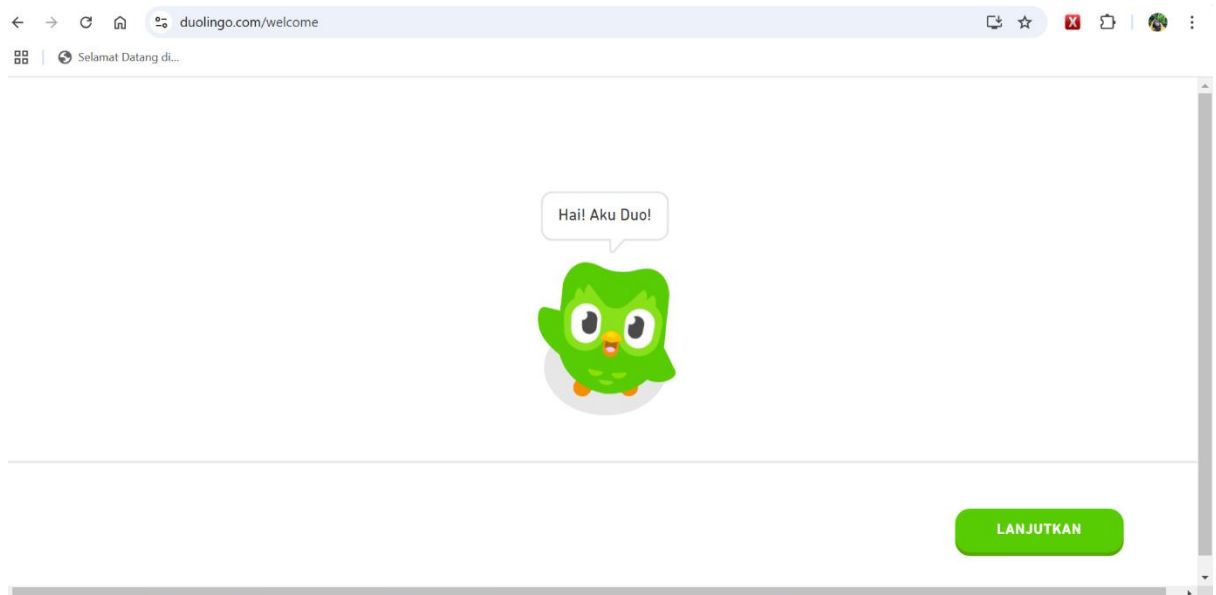 duolingo.com/welcome
X
Selamat Datang di...
Hai! Aku Duo!
LANJUTKAN